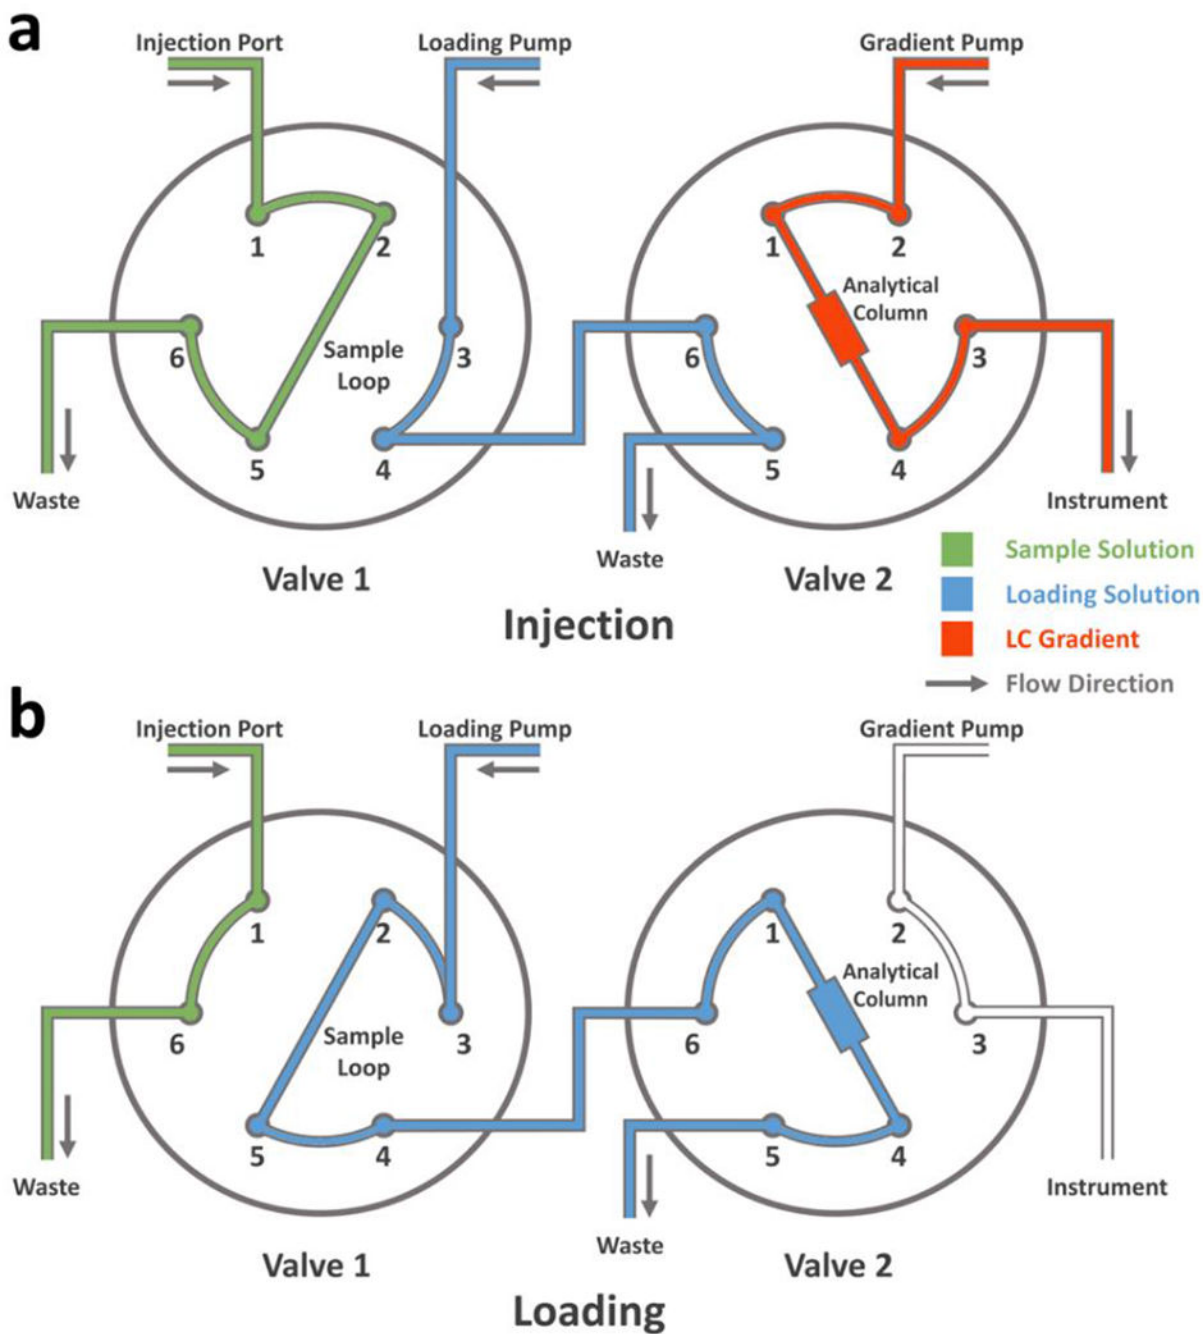 a
Injection Port
Loading Pump
Gradient Pump
1
2
1
2
Analytical
Column
6
Sample
Loop
3
6
3
5
4
5
4
Waste
Instrument
Waste
Valve 1
Valve 2
Injection
Sample Solution
Loading Solution
LC Gradient
Flow Direction
b
Injection Port
Loading Pump
Gradient Pump
1
2
1
2
Analytical
Column
6
Sample
Loop
3
6
3
5
4
5
4
Waste
Instrument
Waste
Valve 1
Valve 2
Loading